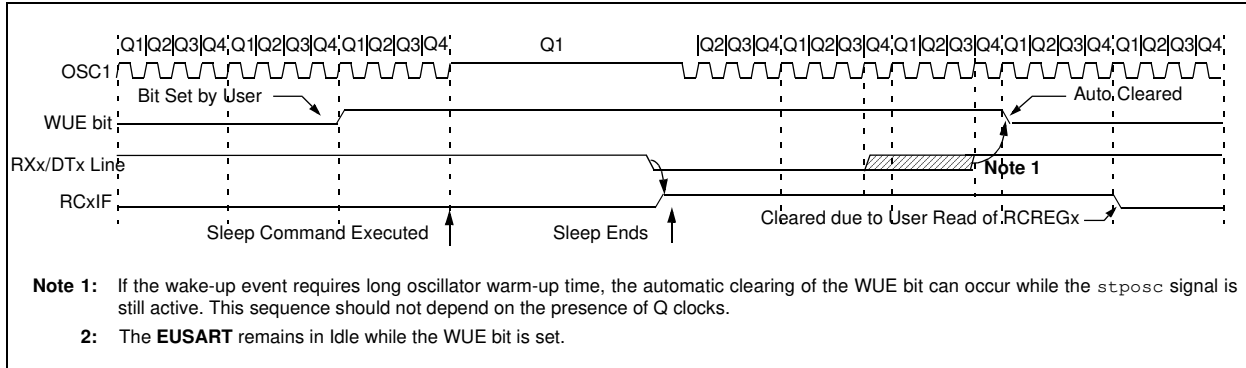 Q1|Q2|Q3|Q4 Q1|Q2|Q3|Q4 Q1|Q2|Q3|Q4 Q1 |Q2|Q3|Q4 Q1|Q2|Q3|Q4 Q1|Q2|Q3|Q4 Q1|Q2|Q3|Q4 Q1|Q2|Q3|Q4
OSC1
Bit Set by User Auto Cleared
WUE bit
RXx/DTx Line
Note 1
RCxIF
Cleared due to User Read of RCREGx
Sleep Command Executed Sleep Ends
Note 1: If the wake-up event requires long oscillator warm-up time, the automatic clearing of the WUE bit can occur while the stposc signal is
still active. This sequence should not depend on the presence of Q clocks.
2: The EUSART remains in Idle while the WUE bit is set.